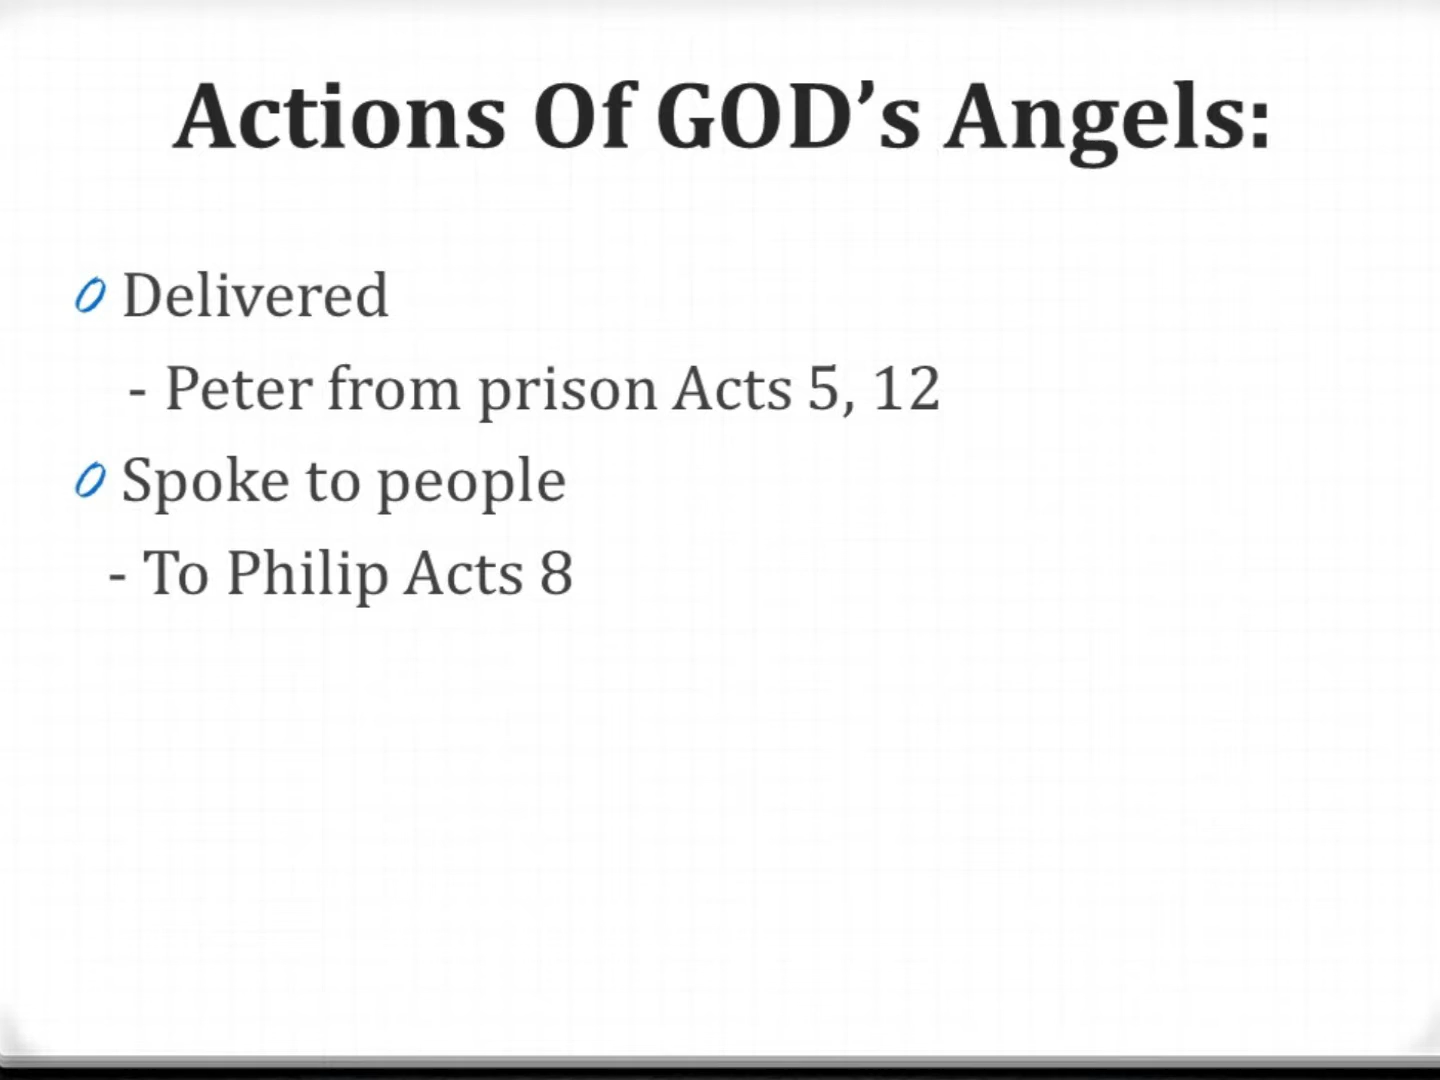 Actions Of GOD’s Angels:
Delivered
- Peter from prison Acts 5, 12
Spoke to people
- To Philip Acts 8